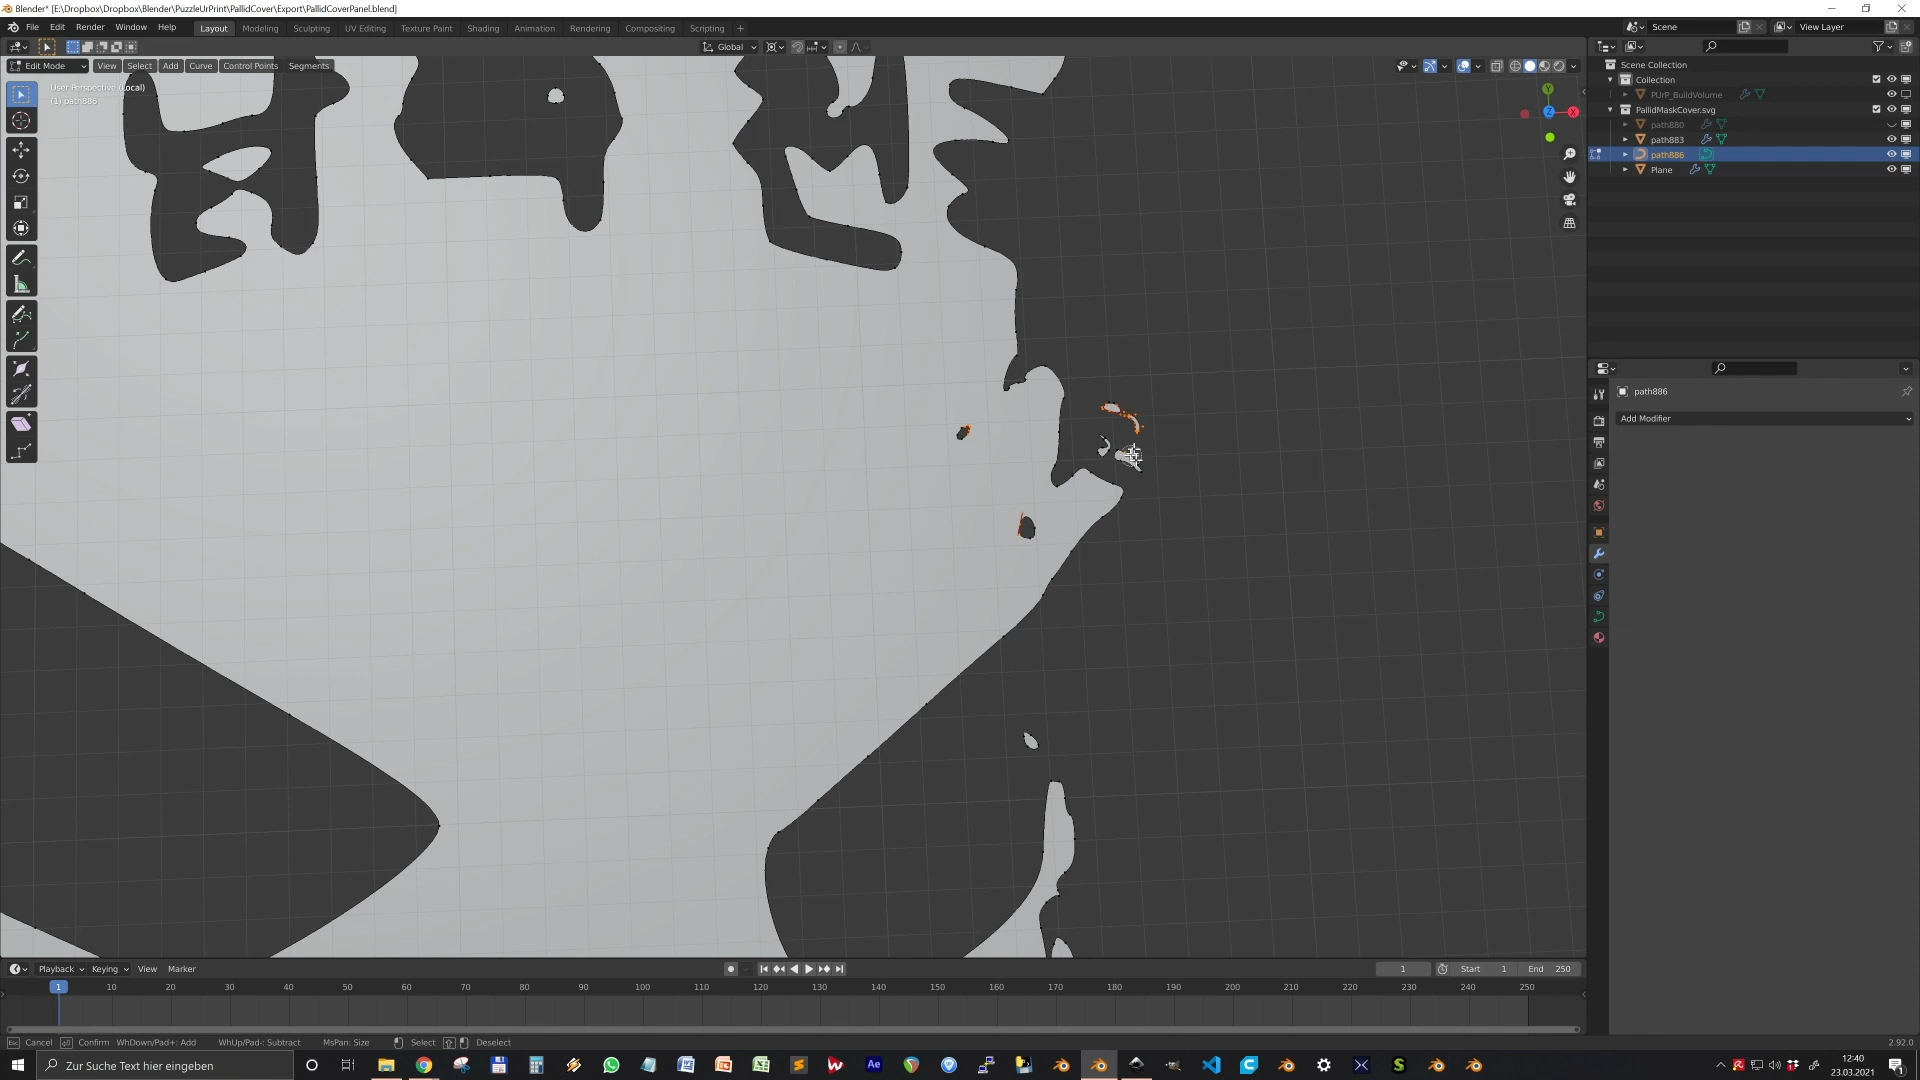 Blender* [E:\Dropbox\Dropbox\Blender\PuzzleUrPrint\PallidCover\Export\PallidCoverPanel.blend]
File Edit Render Window Help Layout Modeling Sculpting UV Editing Texture Paint Shading Animation Rendering Compositing Scripting + Scene View Layer
Global
Edit Mode View Select Add Curve Control Points Segments
User Perspective (Local)
(1) path886
Y
Z
X
Scene Collection
Collection
PUrP_BuildVolume
PallidMaskCover.svg
path880
path883
path886
Plane
path886
Add Modifier
Playback Keying View Marker
1 Start 1 End 250
1 10 20 30 40 50 60 70 80 90 100 110 120 130 140 150 160 170 180 190 200 210 220 230 240 250
Esc Cancel Confirm WhDown/Pad+: Add WhUp/Pad-: Subtract MsPan: Size Select Deselect 2.92.0
Zur Suche Text hier eingeben
Ae
12:40
23.03.2021